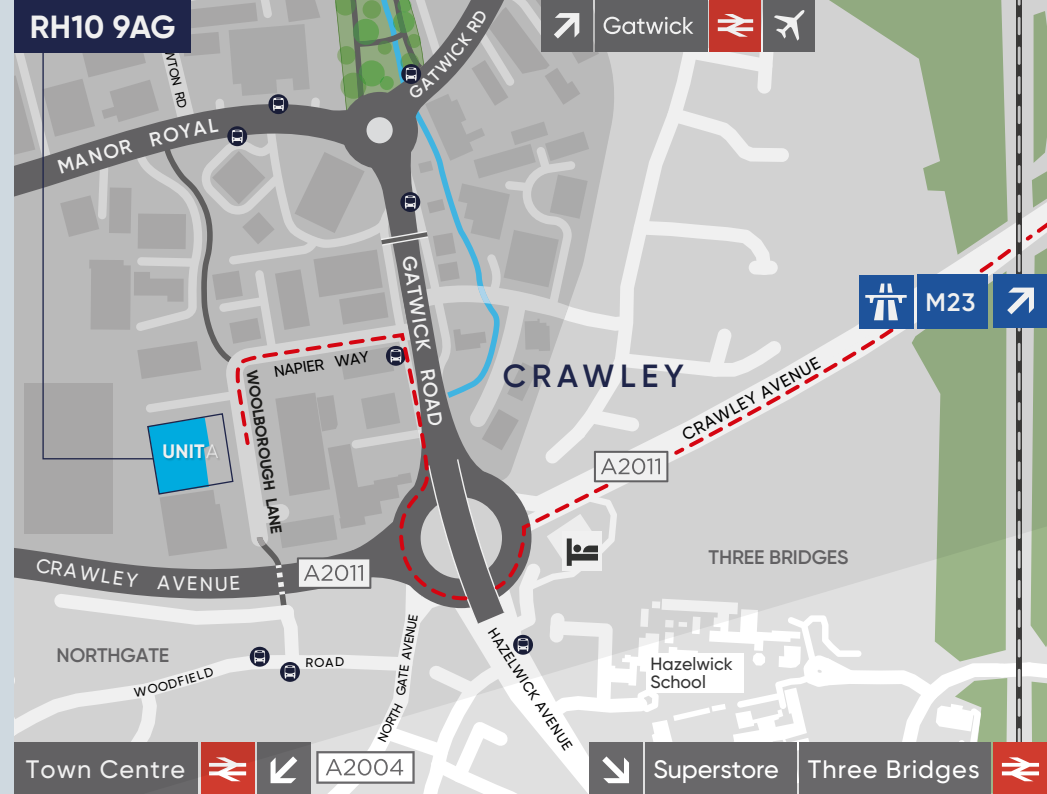 RH10 9AG
Gatwick
GATWICK RD
MANOR ROYAL
GATWICK ROAD
M23
NAPIER WAY
CRAWLEY
WOOLBOROUGH LANE
CRAWLEY AVENUE
UNIT A
A2011
THREE BRIDGES
CRAWLEY AVENUE
A2011
HAZELWICK AVENUE
NORTH GATE AVENUE
NORTHGATE
WOODFIELD ROAD
Hazelwick
School
Town Centre
A2004
Superstore
Three Bridges